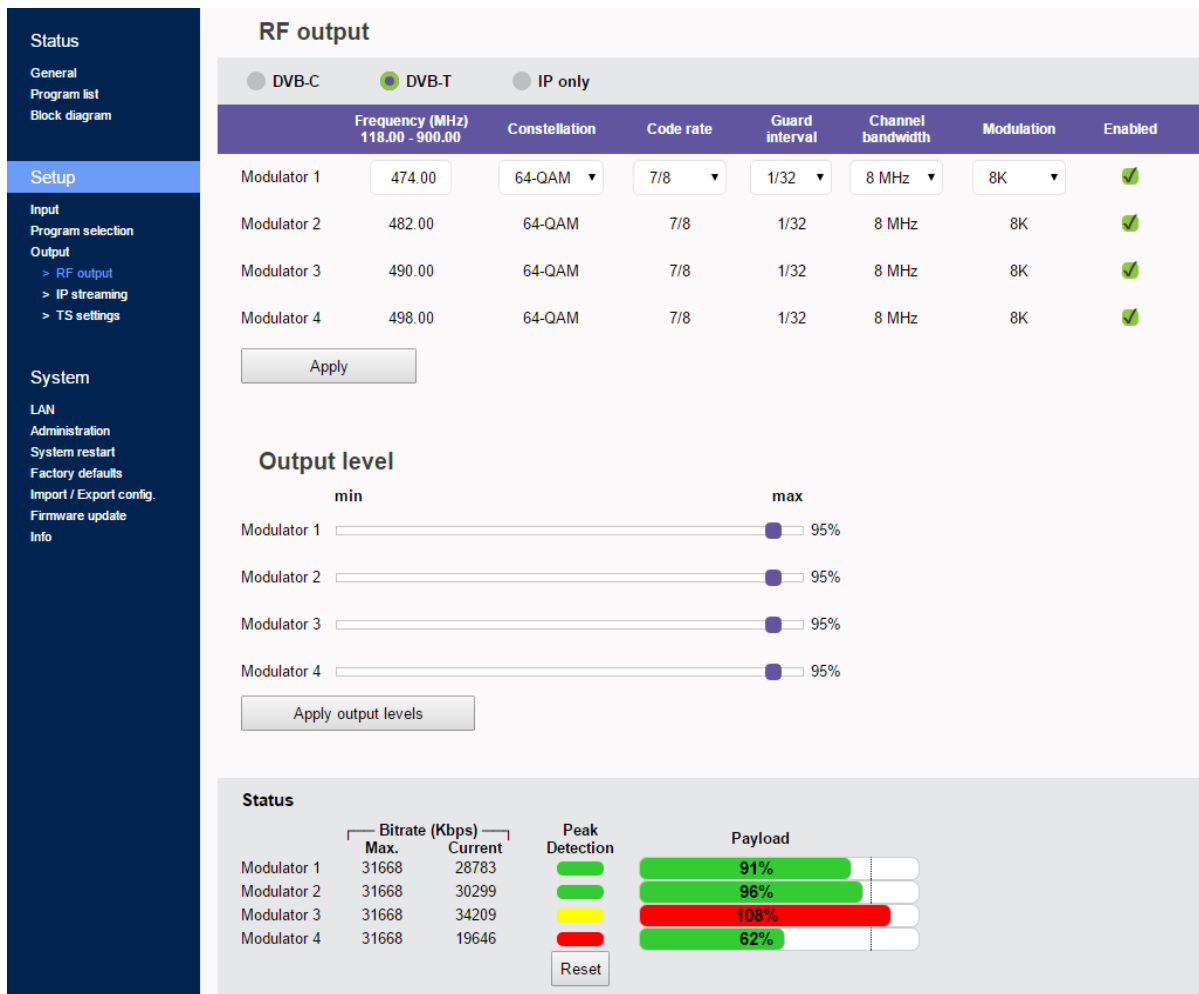 Status
General
Program list
Block diagram
Setup
Input
Program selection
Output
> RF output
> IP streaming
> TS settings
System
LAN
Administration
System restart
Factory defaults
Import / Export config.
Firmware update
Info
RF output
DVB-C DVB-T IP only
Frequency (MHz) 118.00 - 900.00 Constellation Code rate Guard interval Channel bandwidth Modulation Enabled
Modulator 1 474.00 64-QAM 7/8 1/32 8 MHz 8K
Modulator 2 482.00 64-QAM 7/8 1/32 8 MHz 8K
Modulator 3 490.00 64-QAM 7/8 1/32 8 MHz 8K
Modulator 4 498.00 64-QAM 7/8 1/32 8 MHz 8K
Apply
Output level
min max
Modulator 1 95%
Modulator 2 95%
Modulator 3 95%
Modulator 4 95%
Apply output levels
Status
Bitrate (Kbps) Peak Detection Payload
Max. Current
Modulator 1 31668 28783 91%
Modulator 2 31668 30299 96%
Modulator 3 31668 34209 108%
Modulator 4 31668 19646 62%
Reset